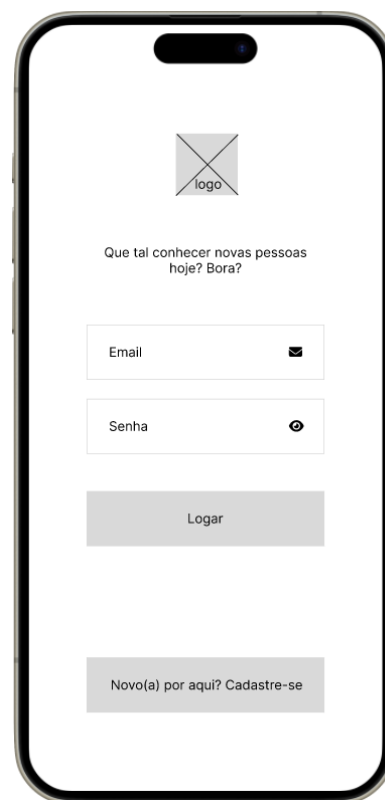 logo
Que tal conhecer novas pessoas
hoje? Bora?
Email
Senha
Logar
Novo(a) por aqui? Cadastre-se